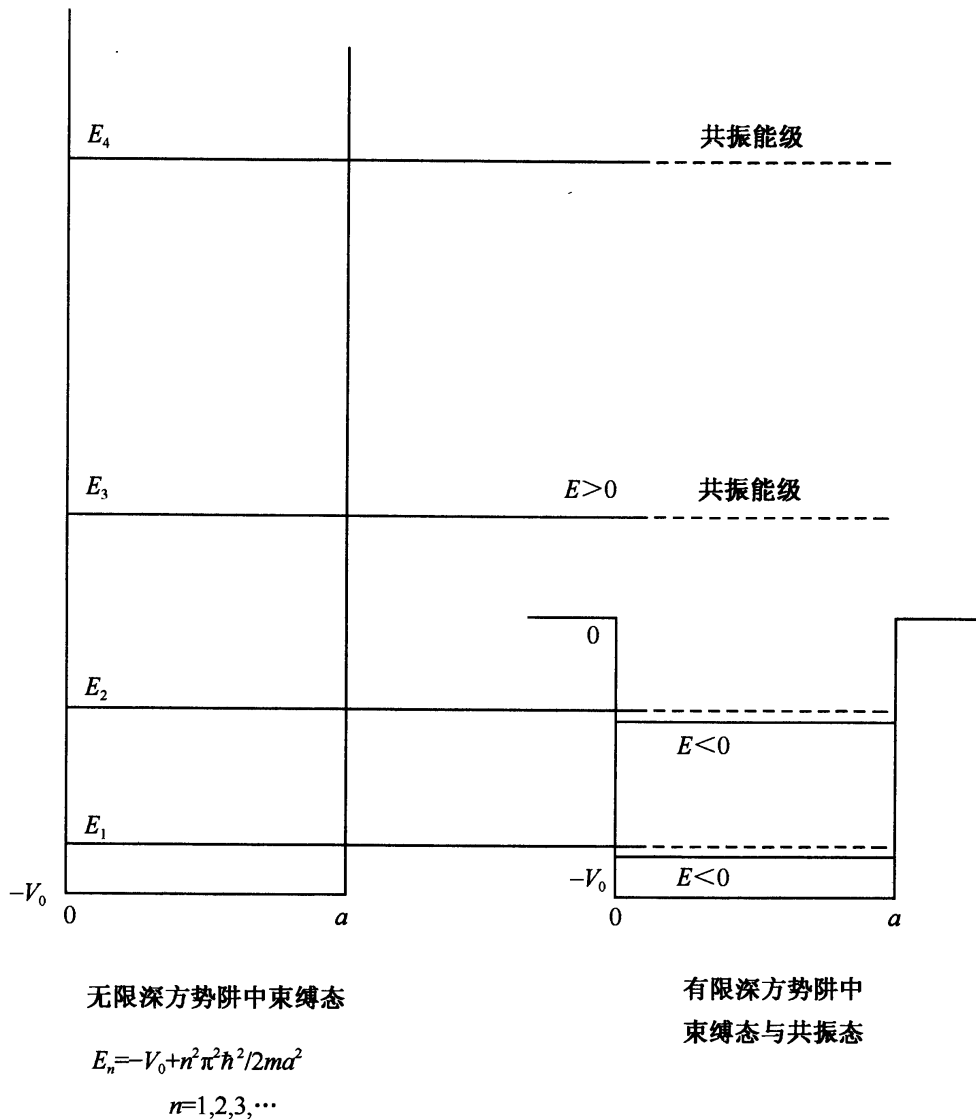 E₄
共振能级
E₃
E>0
共振能级
0
E₂
E<0
E₁
−V₀
−V₀
E<0
0
a
0
a
无限深方势阱中束缚态
有限深方势阱中
束缚态与共振态
Eₙ=−V₀+n²π²ħ²/2ma²
n=1,2,3,⋯